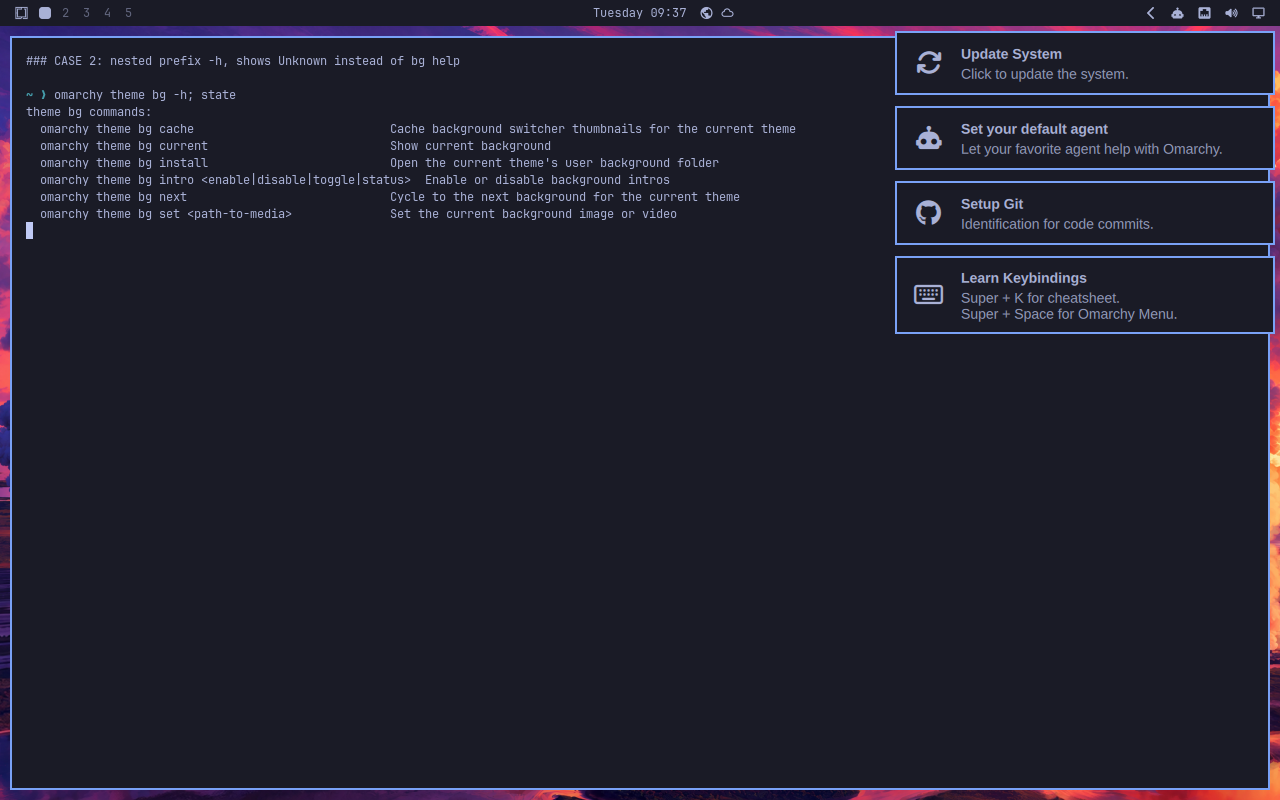 2 3 4 5
Tuesday 09:37
### CASE 2: nested prefix -h, shows Unknown instead of bg help
~ ❯ omarchy theme bg -h; state
theme bg commands:
omarchy theme bg cache Cache background switcher thumbnails for the current theme
omarchy theme bg current Show current background
omarchy theme bg install Open the current theme's user background folder
omarchy theme bg intro <enable|disable|toggle|status> Enable or disable background intros
omarchy theme bg next Cycle to the next background for the current theme
omarchy theme bg set <path-to-media> Set the current background image or video
Update System
Click to update the system.
Set your default agent
Let your favorite agent help with Omarchy.
Setup Git
Identification for code commits.
Learn Keybindings
Super + K for cheatsheet.
Super + Space for Omarchy Menu.